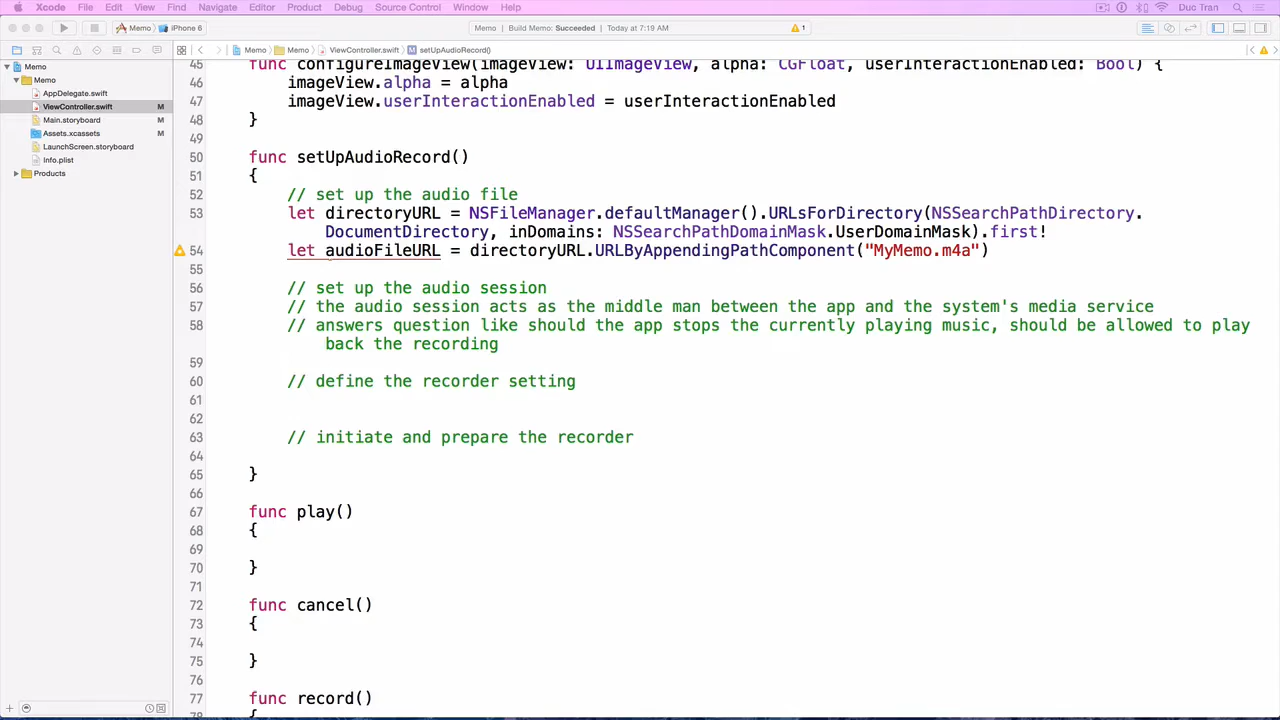 Xcode File Edit View Find Navigate Editor Product Debug Source Control Window Help Duc Tran
Memo iPhone 6 Memo Build Memo: Succeeded Today at 7:19 AM 1
Memo Memo ViewController.swift M setUpAudioRecord()
Memo
Memo
AppDelegate.swift
ViewController.swift M
Main.storyboard M
Assets.xcassets M
LaunchScreen.storyboard
Info.plist
Products
45 func configureImageView(imageView: UIImageView, alpha: CGFloat, userInteractionEnabled: Bool) {
46 imageView.alpha = alpha
47 imageView.userInteractionEnabled = userInteractionEnabled
48 }
49
50 func setUpAudioRecord()
51 {
52 // set up the audio file
53 let directoryURL = NSFileManager.defaultManager().URLsForDirectory(NSSearchPathDirectory.
DocumentDirectory, inDomains: NSSearchPathDomainMask.UserDomainMask).first!
54 let audioFileURL = directoryURL.URLByAppendingPathComponent("MyMemo.m4a")
55
56 // set up the audio session
57 // the audio session acts as the middle man between the app and the system's media service
58 // answers question like should the app stops the currently playing music, should be allowed to play
back the recording
59
60 // define the recorder setting
61
62
63 // initiate and prepare the recorder
64
65 }
66
67 func play()
68 {
69
70 }
71
72 func cancel()
73 {
74
75 }
76
77 func record()
78 {